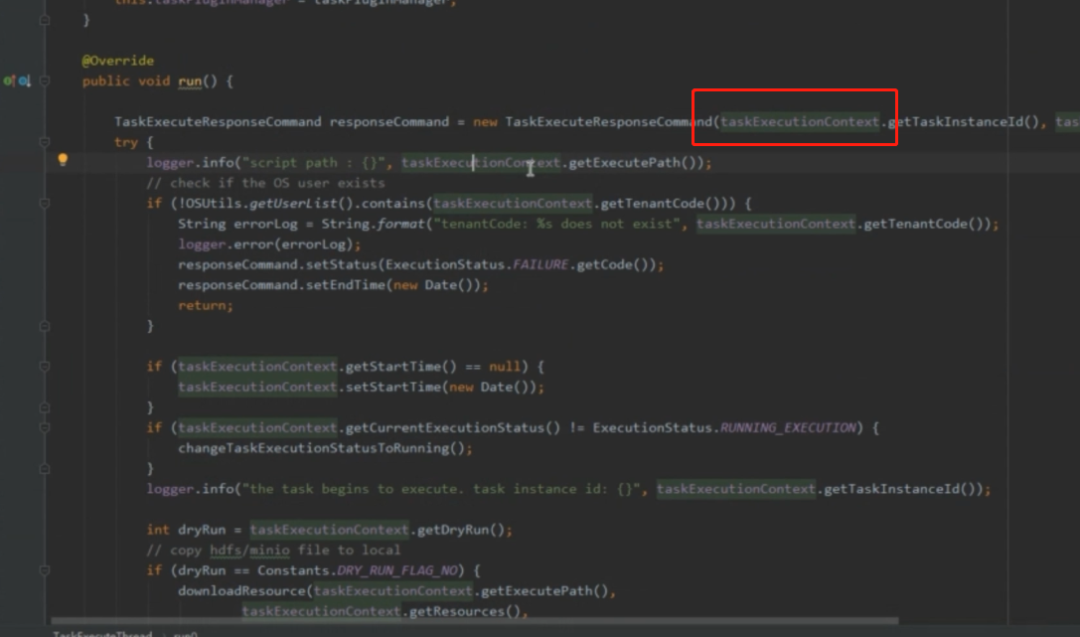 this.taskPluginManager = taskPluginManager;
}
@Override
public void run() {
TaskExecuteResponseCommand responseCommand = new TaskExecuteResponseCommand(taskExecutionContext.getTaskInstanceId(), tas
try {
logger.info("script path : {}", taskExecutionContext.getExecutePath());
// check if the OS user exists
if (!OSUtils.getUserList().contains(taskExecutionContext.getTenantCode())) {
String errorLog = String.format("tenantCode: %s does not exist", taskExecutionContext.getTenantCode());
logger.error(errorLog);
responseCommand.setStatus(ExecutionStatus.FAILURE.getCode());
responseCommand.setEndTime(new Date());
return;
}
if (taskExecutionContext.getStartTime() == null) {
taskExecutionContext.setStartTime(new Date());
}
if (taskExecutionContext.getCurrentExecutionStatus() != ExecutionStatus.RUNNING_EXECUTION) {
changeTaskExecutionStatusToRunning();
}
logger.info("the task begins to execute. task instance id: {}", taskExecutionContext.getTaskInstanceId());
int dryRun = taskExecutionContext.getDryRun();
// copy hdfs/minio file to local
if (dryRun == Constants.DRY_RUN_FLAG_NO) {
downloadResource(taskExecutionContext.getExecutePath(),
taskExecutionContext.getResources(),
TaskExecuteThread › run()